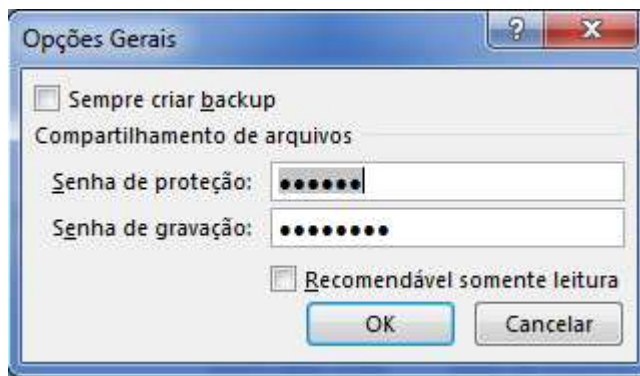 Opções Gerais
Sempre criar backup
Compartilhamento de arquivos
Senha de proteção: ●●●●●●
Senha de gravação: ●●●●●●●●
Recomendável somente leitura
OK Cancelar